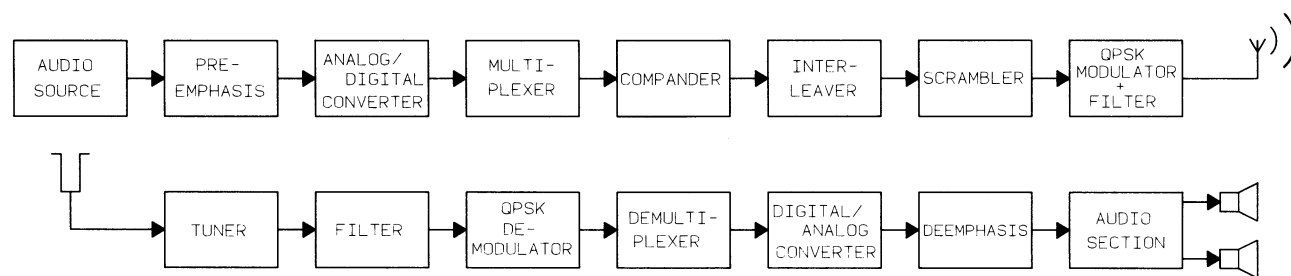 AUDIO
SOURCE
PRE-
EMPHASIS
ANALOG/
DIGITAL
CONVERTER
MULTI-
PLEXER
COMPANDER
INTER-
LEAVER
SCRAMBLER
QPSK
MODULATOR
+
FILTER
TUNER
FILTER
QPSK
DE-
MODULATOR
DEMULTI-
PLEXER
DIGITAL/
ANALOG
CONVERTER
DEEMPHASIS
AUDIO
SECTION